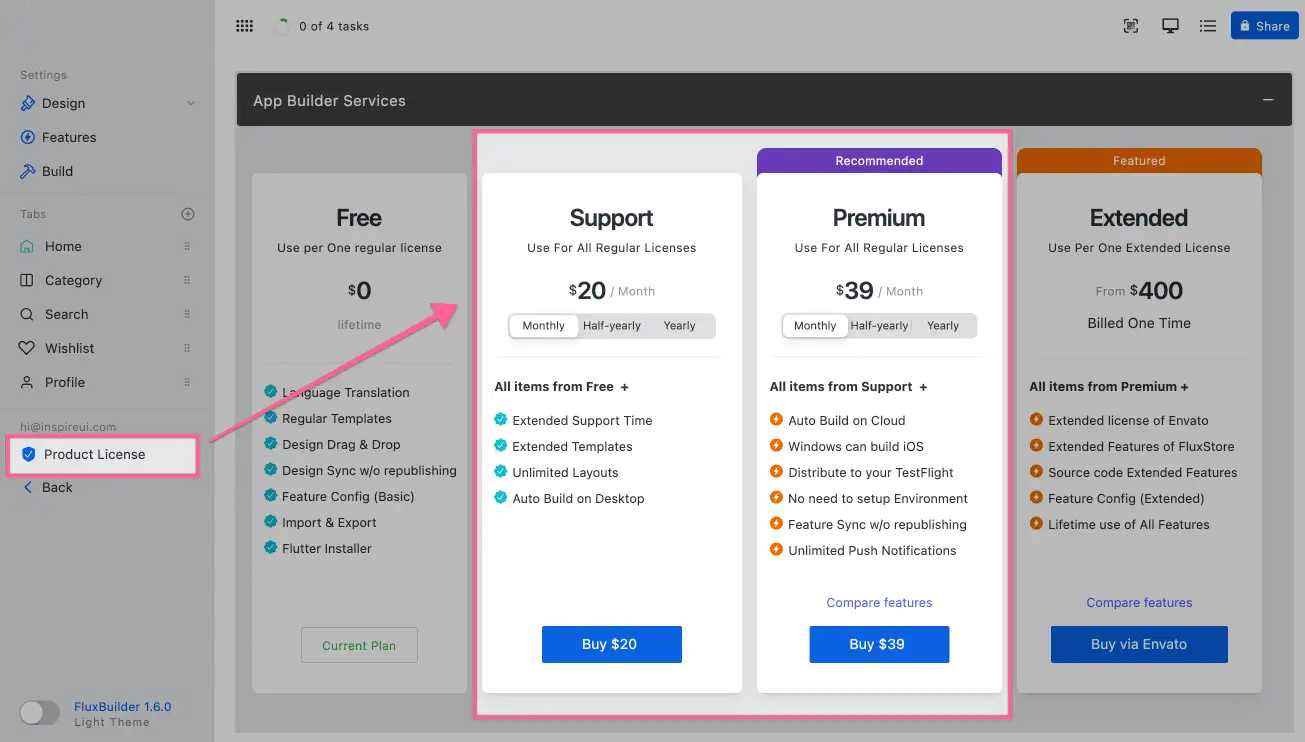 0 of 4 tasks
Share
Settings
Design
Features
Build
Tabs
Home
Category
Search
Wishlist
Profile
hi@inspireui.com
Product License
Back
FluxBuilder 1.6.0
Light Theme
App Builder Services
Free
Use per One regular license
$0
lifetime
Language Translation
Regular Templates
Design Drag & Drop
Design Sync w/o republishing
Feature Config (Basic)
Import & Export
Flutter Installer
Current Plan
Support
Use For All Regular Licenses
$20 / Month
Monthly Half-yearly Yearly
All items from Free +
Extended Support Time
Extended Templates
Unlimited Layouts
Auto Build on Desktop
Buy $20
Recommended
Premium
Use For All Regular Licenses
$39 / Month
Monthly Half-yearly Yearly
All items from Support +
Auto Build on Cloud
Windows can build iOS
Distribute to your TestFlight
No need to setup Environment
Feature Sync w/o republishing
Unlimited Push Notifications
Compare features
Buy $39
Featured
Extended
Use Per One Extended License
From $400
Billed One Time
All items from Premium +
Extended license of Envato
Extended Features of FluxStore
Source code Extended Features
Feature Config (Extended)
Lifetime use of All Features
Compare features
Buy via Envato